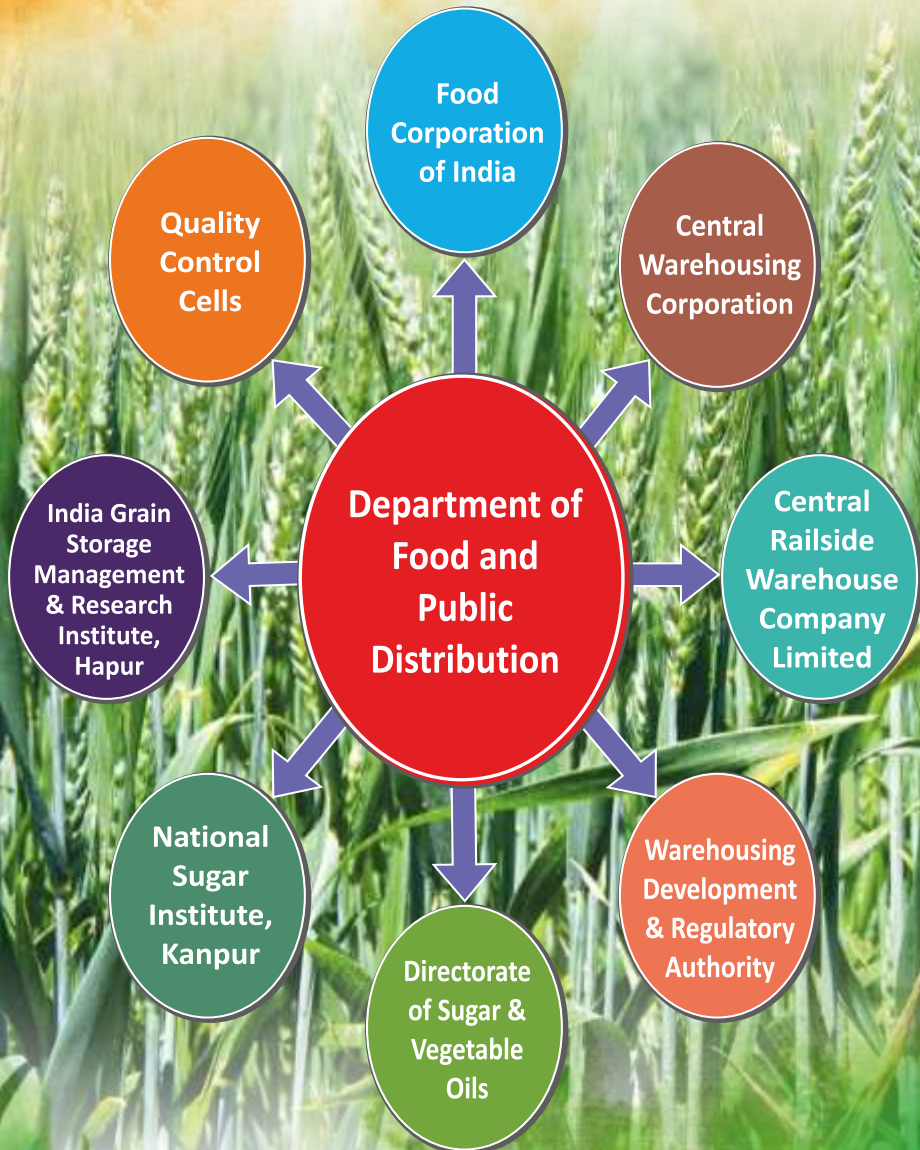 Food
Corporation
of India
Central
Warehousing
Corporation
Central
Railside
Warehouse
Company
Limited
Warehousing
Development
& Regulatory
Authority
Directorate
of Sugar &
Vegetable
Oils
National
Sugar
Institute,
Kanpur
India Grain
Storage
Management
& Research
Institute,
Hapur
Quality
Control
Cells
Department of
Food and
Public
Distribution